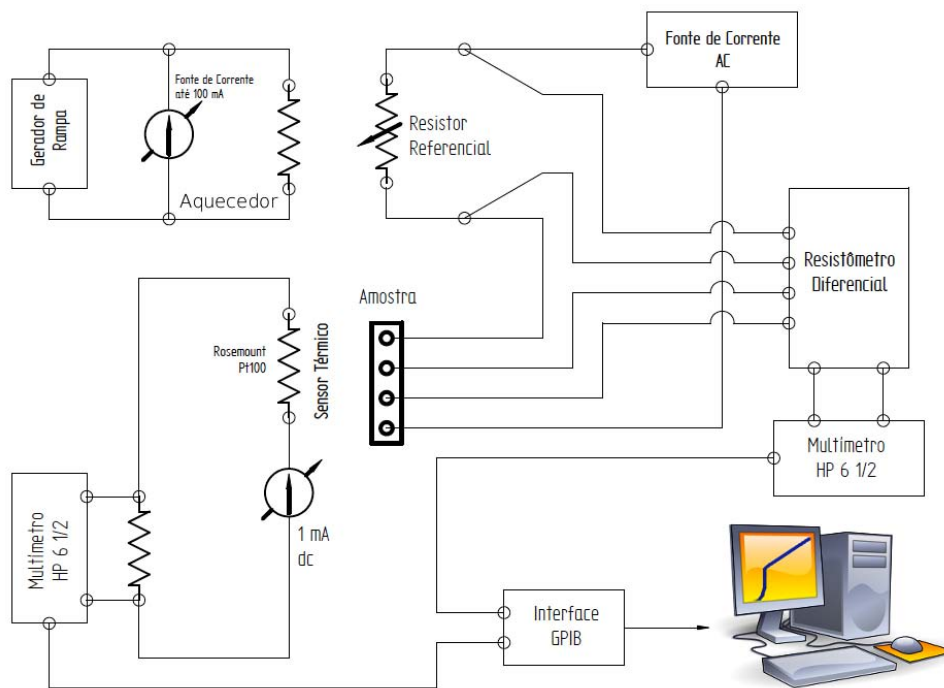 Gerador de
Rampa
Fonte de Corrente
até 100 mA
Aquecedor
Resistor
Referencial
Fonte de Corrente
AC
Resistômetro
Diferencial
Amostra
Rosemount
Pt100
Sensor Térmico
1 mA
dc
Multímetro
HP 6 1/2
Multímetro
HP 6 1/2
Interface
GPIB